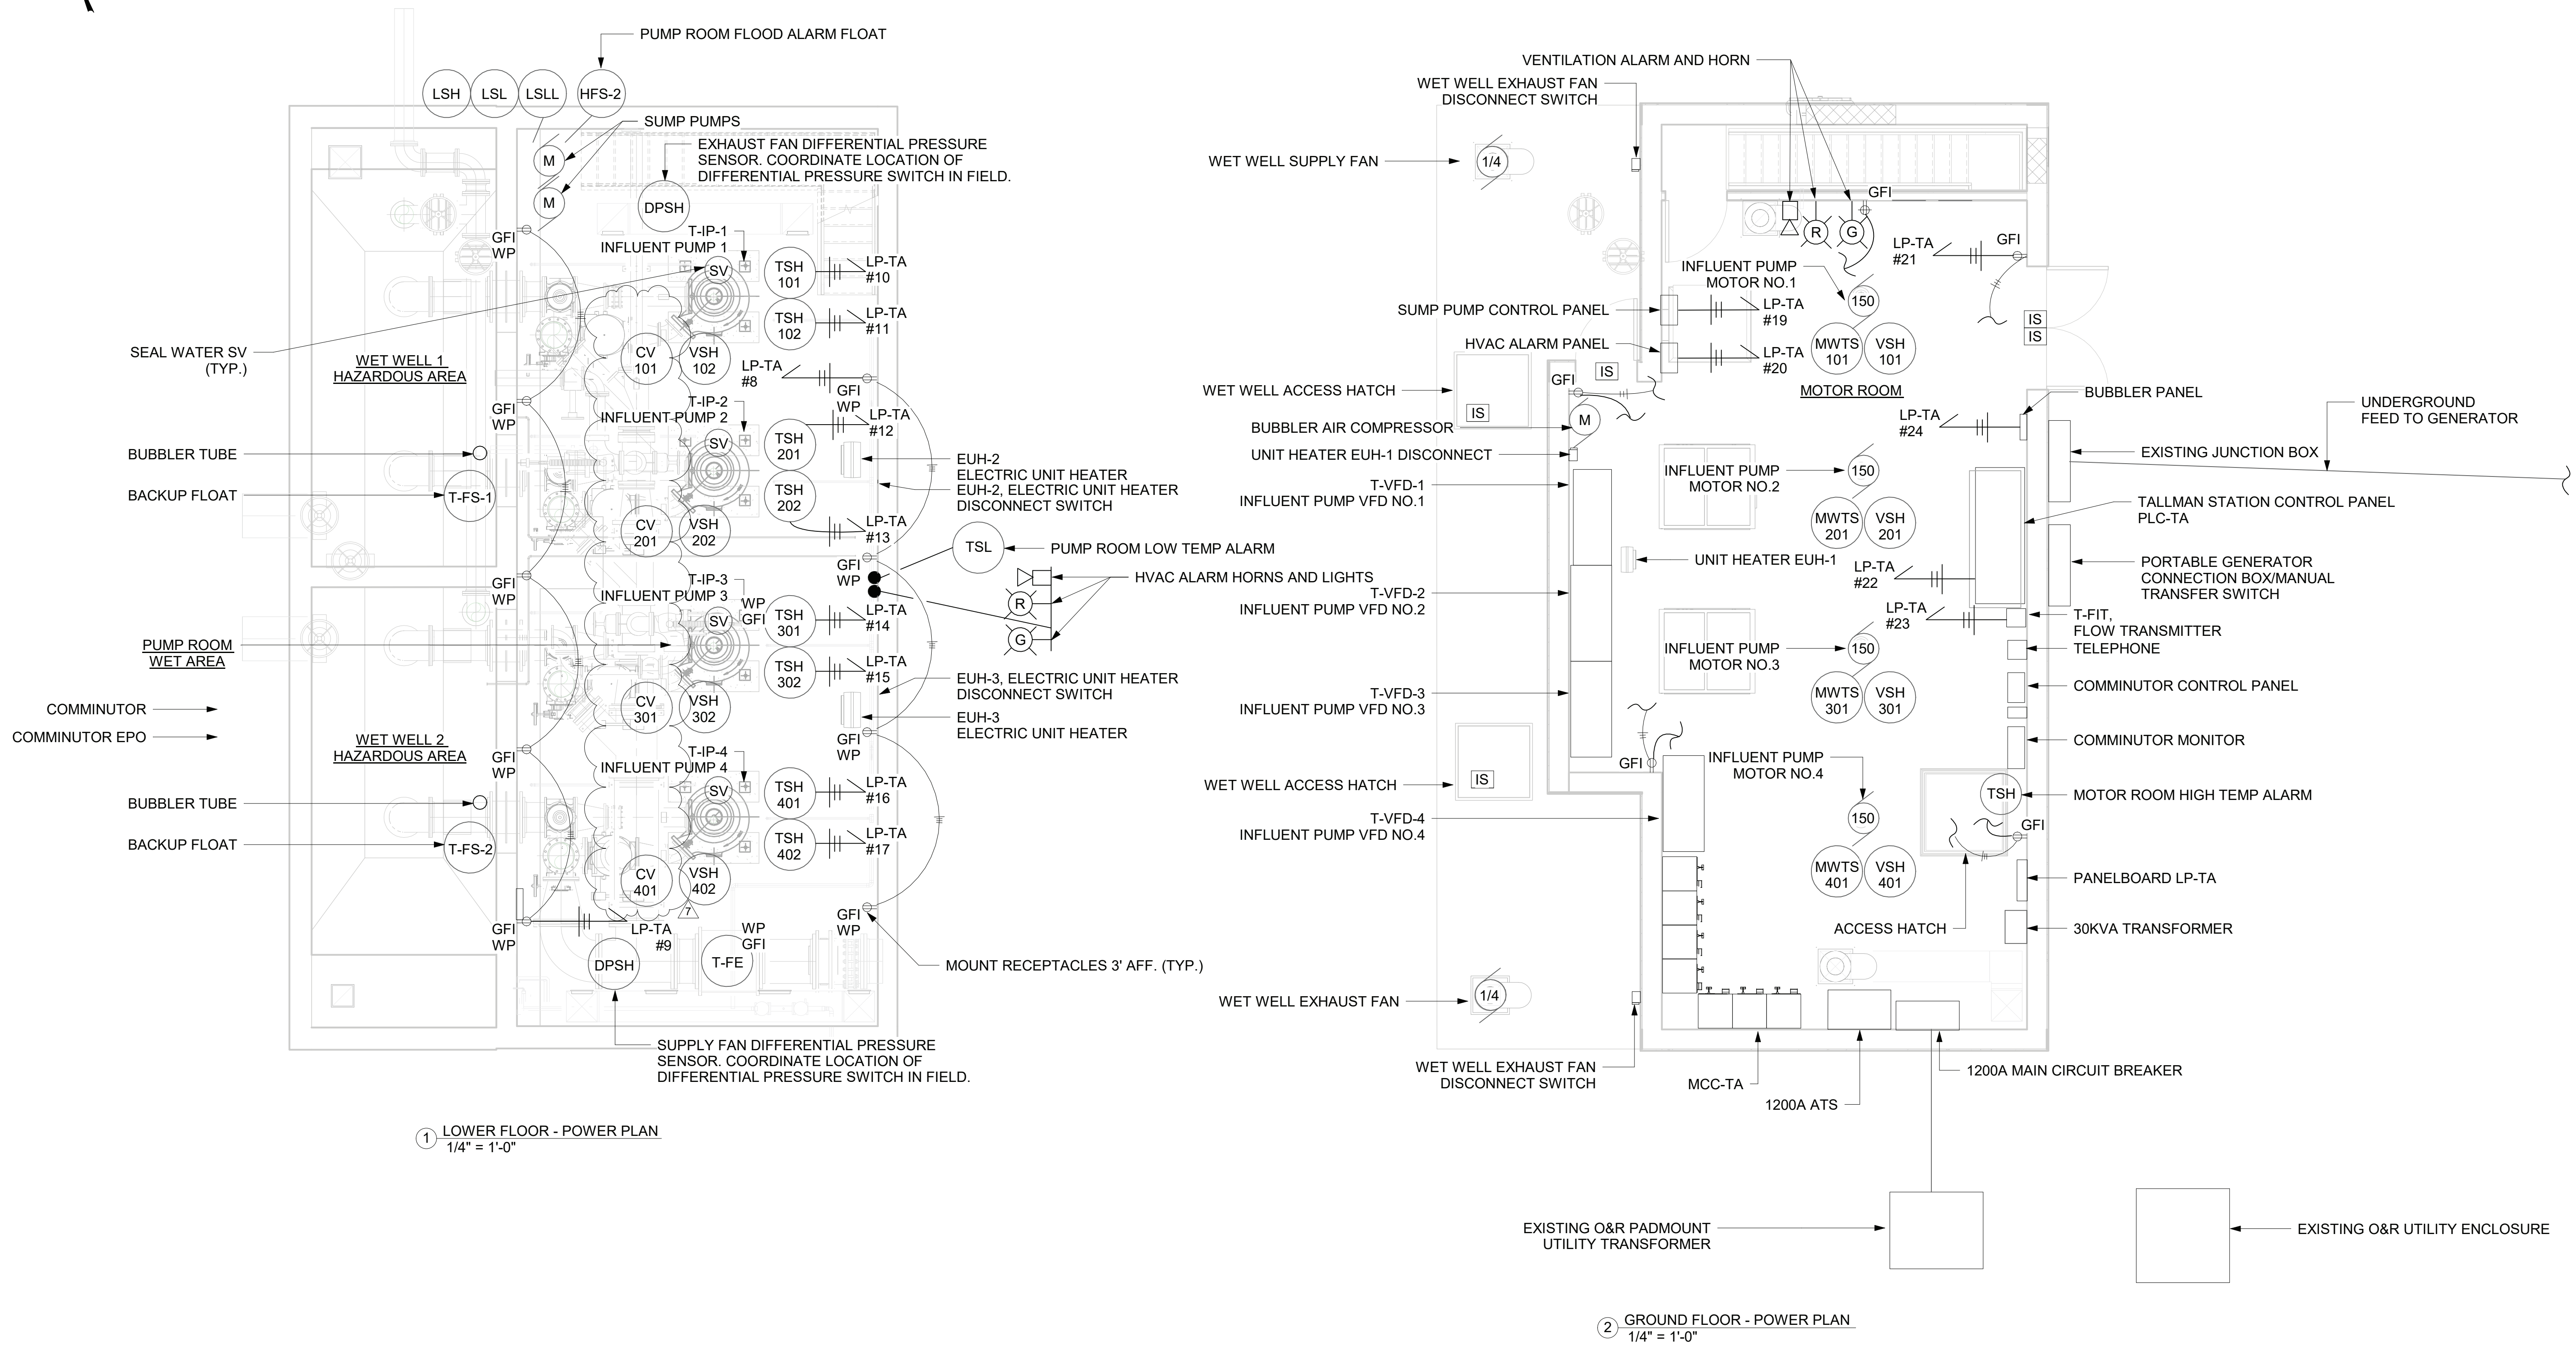 PUMP ROOM FLOOD ALARM FLOAT
LSH
LSL
LSLL
HFS-2
SUMP PUMPS
M
M
EXHAUST FAN DIFFERENTIAL PRESSURE
SENSOR. COORDINATE LOCATION OF
DIFFERENTIAL PRESSURE SWITCH IN FIELD.
DPSH
GFI
WP
T-IP-1
INFLUENT PUMP 1
SV
TSH
101
LP-TA
#10
TSH
102
LP-TA
#11
SEAL WATER SV
(TYP.)
WET WELL 1
HAZARDOUS AREA
CV
101
VSH
102
LP-TA
#8
GFI
WP
GFI
WP
T-IP-2
INFLUENT PUMP 2
SV
TSH
201
LP-TA
#12
BUBBLER TUBE
BACKUP FLOAT
T-FS-1
TSH
202
CV
201
VSH
202
LP-TA
#13
EUH-2
ELECTRIC UNIT HEATER
EUH-2, ELECTRIC UNIT HEATER
DISCONNECT SWITCH
TSL
PUMP ROOM LOW TEMP ALARM
GFI
WP
GFI
WP
HVAC ALARM HORNS AND LIGHTS
R
G
T-IP-3
INFLUENT PUMP 3
WP
GFI
SV
TSH
301
LP-TA
#14
PUMP ROOM
WET AREA
TSH
302
LP-TA
#15
CV
301
VSH
302
EUH-3, ELECTRIC UNIT HEATER
DISCONNECT SWITCH
EUH-3
ELECTRIC UNIT HEATER
COMMINUTOR
COMMINUTOR EPO
WET WELL 2
HAZARDOUS AREA
GFI
WP
GFI
WP
T-IP-4
INFLUENT PUMP 4
SV
TSH
401
LP-TA
#16
BUBBLER TUBE
BACKUP FLOAT
T-FS-2
TSH
402
LP-TA
#17
CV
401
VSH
402
7
GFI
WP
LP-TA
#9
WP
GFI
GFI
WP
DPSH
T-FE
MOUNT RECEPTACLES 3' AFF. (TYP.)
SUPPLY FAN DIFFERENTIAL PRESSURE
SENSOR. COORDINATE LOCATION OF
DIFFERENTIAL PRESSURE SWITCH IN FIELD.
1
LOWER FLOOR - POWER PLAN
1/4" = 1'-0"
VENTILATION ALARM AND HORN
WET WELL EXHAUST FAN
DISCONNECT SWITCH
WET WELL SUPPLY FAN
1/4
GFI
R
G
LP-TA
#21
GFI
INFLUENT PUMP
MOTOR NO.1
150
SUMP PUMP CONTROL PANEL
LP-TA
#19
IS
IS
HVAC ALARM PANEL
LP-TA
#20
MWTS
101
VSH
101
MOTOR ROOM
WET WELL ACCESS HATCH
IS
GFI
IS
BUBBLER PANEL
LP-TA
#24
UNDERGROUND
FEED TO GENERATOR
BUBBLER AIR COMPRESSOR
M
UNIT HEATER EUH-1 DISCONNECT
EXISTING JUNCTION BOX
INFLUENT PUMP
MOTOR NO.2
150
T-VFD-1
INFLUENT PUMP VFD NO.1
MWTS
201
VSH
201
TALLMAN STATION CONTROL PANEL
PLC-TA
UNIT HEATER EUH-1
LP-TA
#22
PORTABLE GENERATOR
CONNECTION BOX/MANUAL
TRANSFER SWITCH
T-VFD-2
INFLUENT PUMP VFD NO.2
LP-TA
#23
T-FIT,
FLOW TRANSMITTER
TELEPHONE
INFLUENT PUMP
MOTOR NO.3
150
COMMINUTOR CONTROL PANEL
T-VFD-3
INFLUENT PUMP VFD NO.3
MWTS
301
VSH
301
COMMINUTOR MONITOR
GFI
INFLUENT PUMP
MOTOR NO.4
150
WET WELL ACCESS HATCH
IS
TSH
MOTOR ROOM HIGH TEMP ALARM
T-VFD-4
INFLUENT PUMP VFD NO.4
GFI
MWTS
401
VSH
401
PANELBOARD LP-TA
ACCESS HATCH
30KVA TRANSFORMER
WET WELL EXHAUST FAN
1/4
WET WELL EXHAUST FAN
DISCONNECT SWITCH
MCC-TA
1200A ATS
1200A MAIN CIRCUIT BREAKER
EXISTING O&R PADMOUNT
UTILITY TRANSFORMER
EXISTING O&R UTILITY ENCLOSURE
2
GROUND FLOOR - POWER PLAN
1/4" = 1'-0"